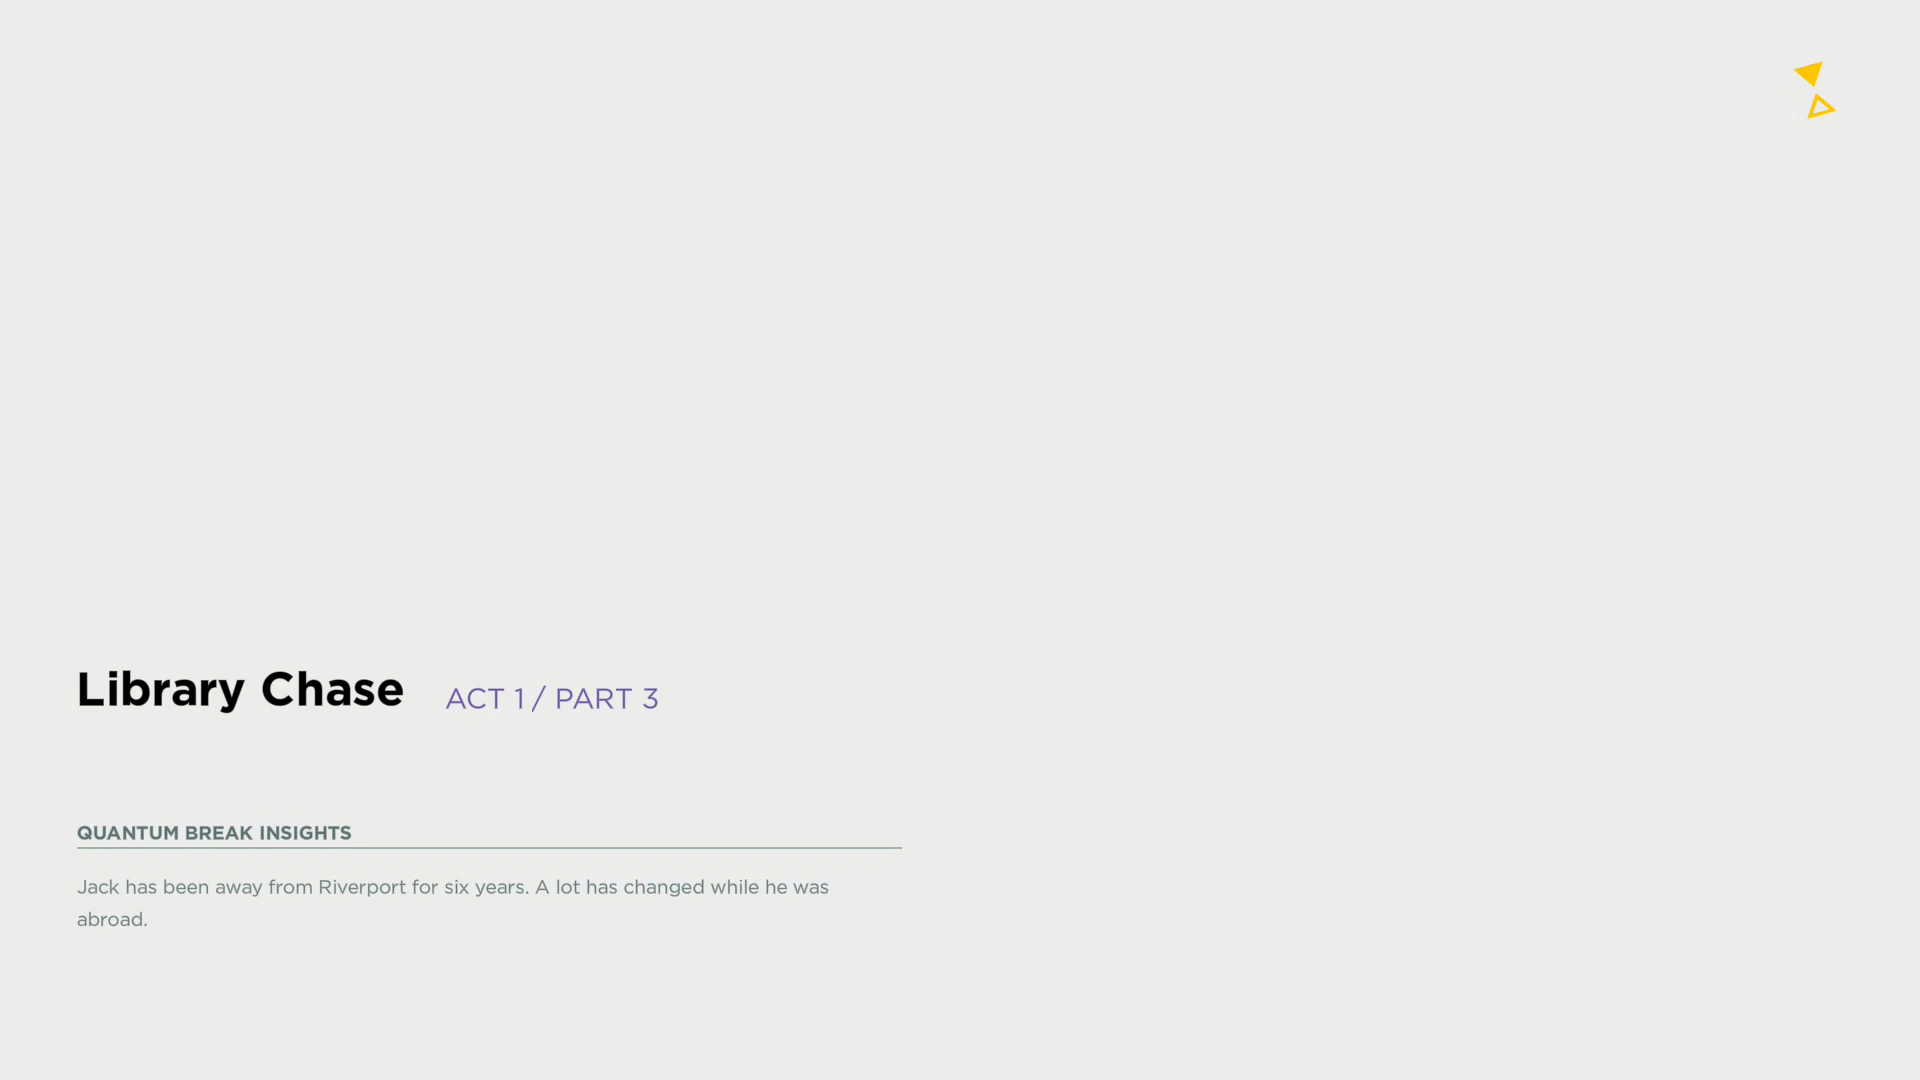 Library Chase ACT 1 / PART 3
QUANTUM BREAK INSIGHTS
Jack has been away from Riverport for six years. A lot has changed while he was
abroad.